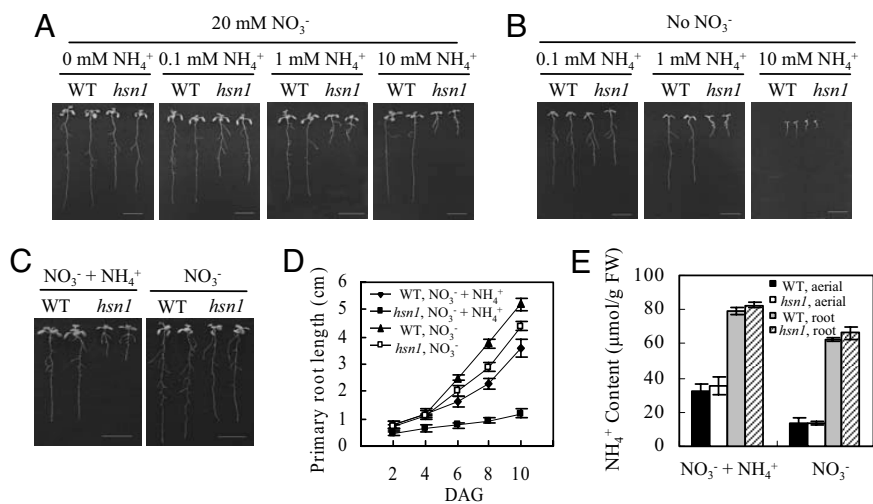 A
20 mM NO₃⁻
0 mM NH₄⁺ 0.1 mM NH₄⁺ 1 mM NH₄⁺ 10 mM NH₄⁺
WT hsn1 WT hsn1 WT hsn1 WT hsn1
B
No NO₃⁻
0.1 mM NH₄⁺ 1 mM NH₄⁺ 10 mM NH₄⁺
WT hsn1 WT hsn1 WT hsn1
C
NO₃⁻ + NH₄⁺ NO₃⁻
WT hsn1 WT hsn1
D
Primary root length (cm)
6
5
4
3
2
1
0
WT, NO₃⁻ + NH₄⁺
hsn1, NO₃⁻ + NH₄⁺
WT, NO₃⁻
hsn1, NO₃⁻
2 4 6 8 10
DAG
E
NH₄⁺ Content (μmol/g FW)
100
80
60
40
20
0
WT, aerial
hsn1, aerial
WT, root
hsn1, root
NO₃⁻ + NH₄⁺ NO₃⁻